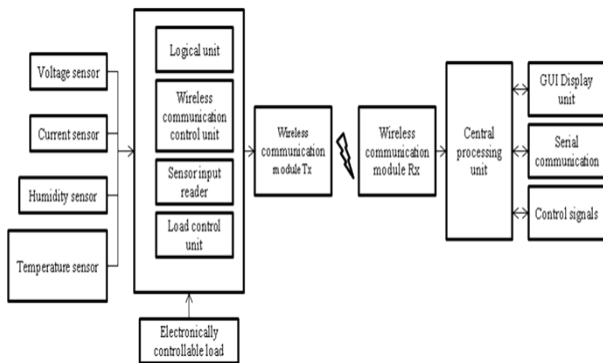 Voltage sensor
Current sensor
Humidity sensor
Temperature sensor
Logical unit
Wireless
communication
control unit
Sensor input
reader
Load control
unit
Electronically
controllable load
Wireless
communication
module Tx
Wireless
communication
module Rx
Central
processing
unit
GUI Display
unit
Serial
communication
Control signals